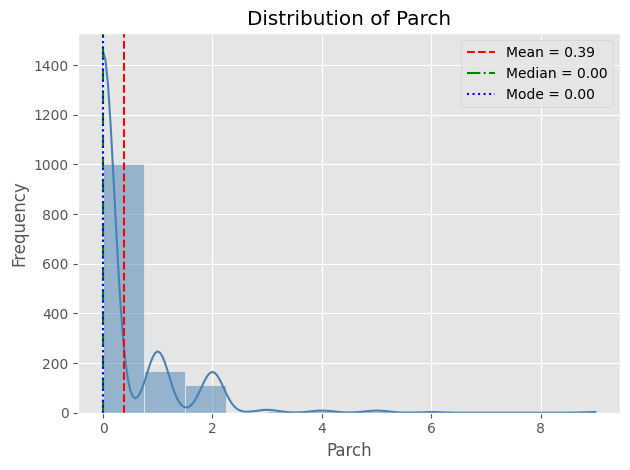 Distribution of Parch
Mean = 0.39
Median = 0.00
Mode = 0.00
1400
1200
1000
800
600
400
200
0
Frequency
0 2 4 6 8
Parch